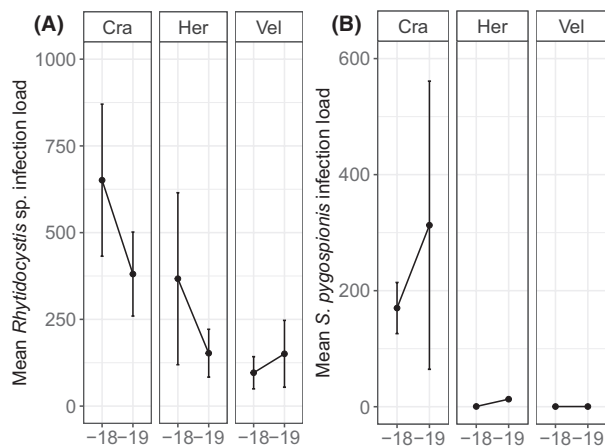 (A)
Cra Her Vel
Mean Rhytidocystis sp. infection load
1000
750
500
250
0
−18−19 −18−19 −18−19
(B)
Cra Her Vel
Mean S. pygospionis infection load
600
400
200
0
−18−19 −18−19 −18−19